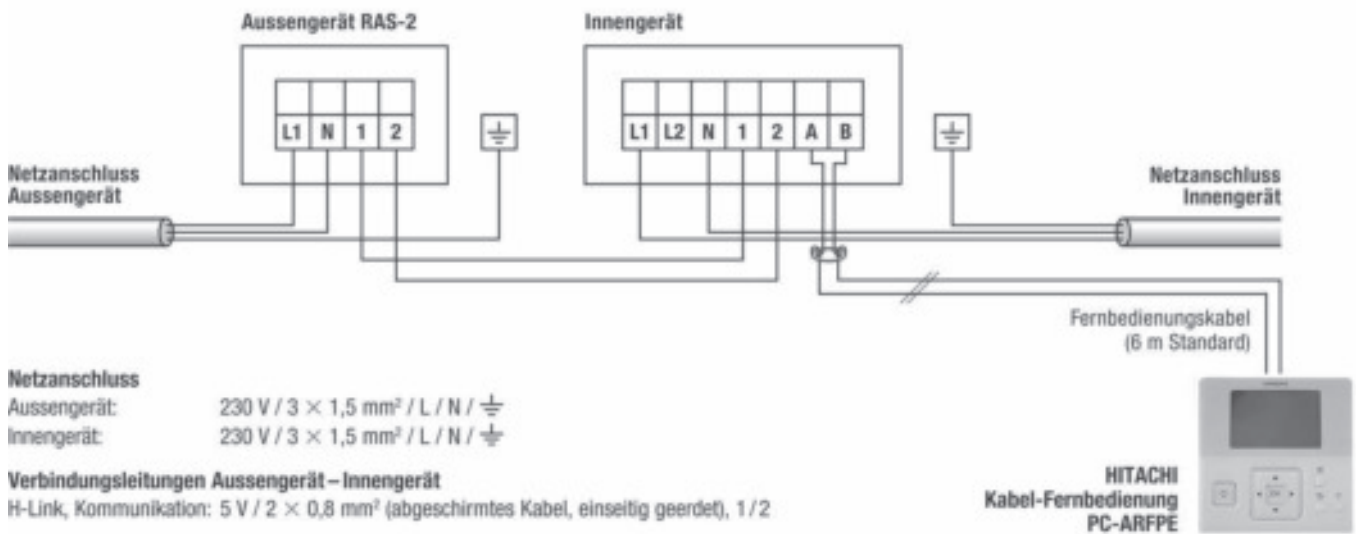 Aussengerät RAS-2
Innengerät
L1 N 1 2
L1 L2 N 1 2 A B
Netzanschluss
Aussengerät
Netzanschluss
Innengerät
Fernbedienungskabel
(6 m Standard)
Netzanschluss
Aussengerät: 230 V / 3 × 1,5 mm² / L / N / ⏚
Innengerät: 230 V / 3 × 1,5 mm² / L / N / ⏚
Verbindungsleitungen Aussengerät – Innengerät
H-Link, Kommunikation: 5 V / 2 × 0,8 mm² (abgeschirmtes Kabel, einseitig geerdet), 1/2
HITACHI
Kabel-Fernbedienung
PC-ARFPE